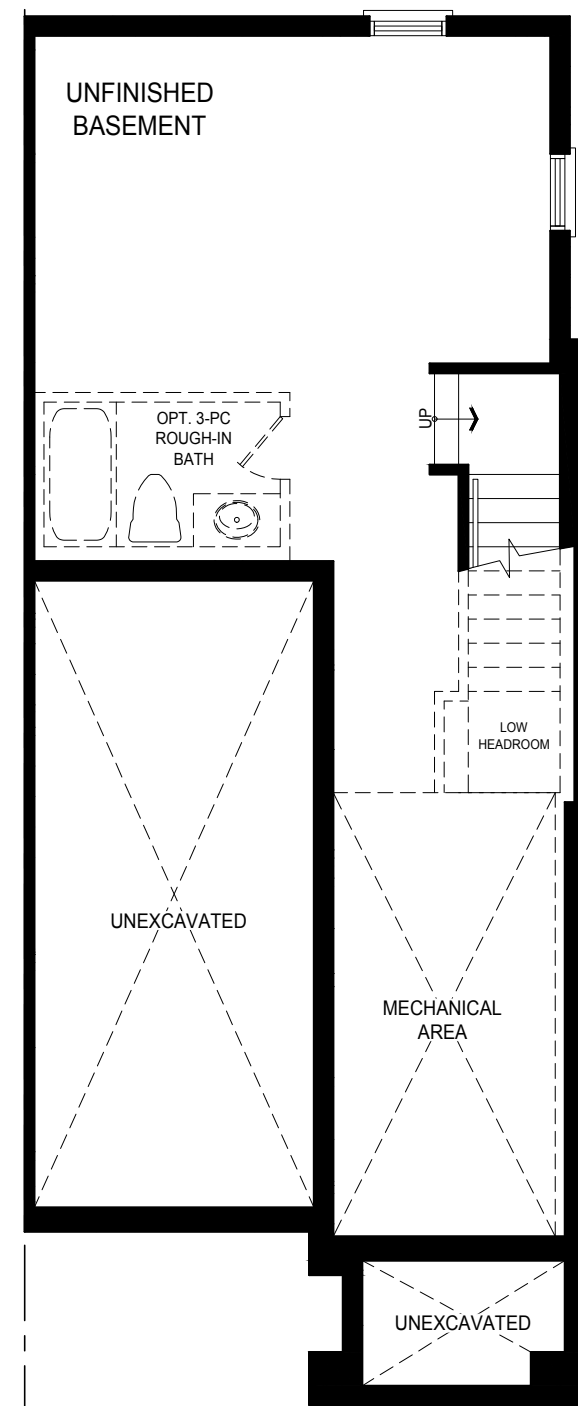 UNFINISHED
BASEMENT
OPT. 3-PC
ROUGH-IN
BATH
UP
LOW
HEADROOM
UNEXCAVATED
MECHANICAL
AREA
UNEXCAVATED